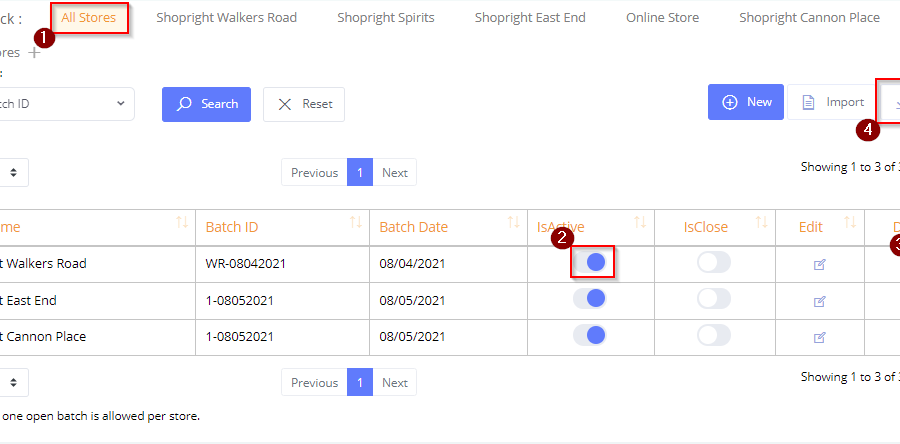 ck : All Stores Shopright Walkers Road Shopright Spirits Shopright East End Online Store Shopright Cannon Place
1
ores +
:
ch ID Search Reset New Import
4
Previous 1 Next Showing 1 to 3 of 3
me Batch ID Batch Date IsActive IsClose Edit D
2 3
t Walkers Road WR-08042021 08/04/2021
t East End 1-08052021 08/05/2021
t Cannon Place 1-08052021 08/05/2021
Previous 1 Next Showing 1 to 3 of 3
one open batch is allowed per store.